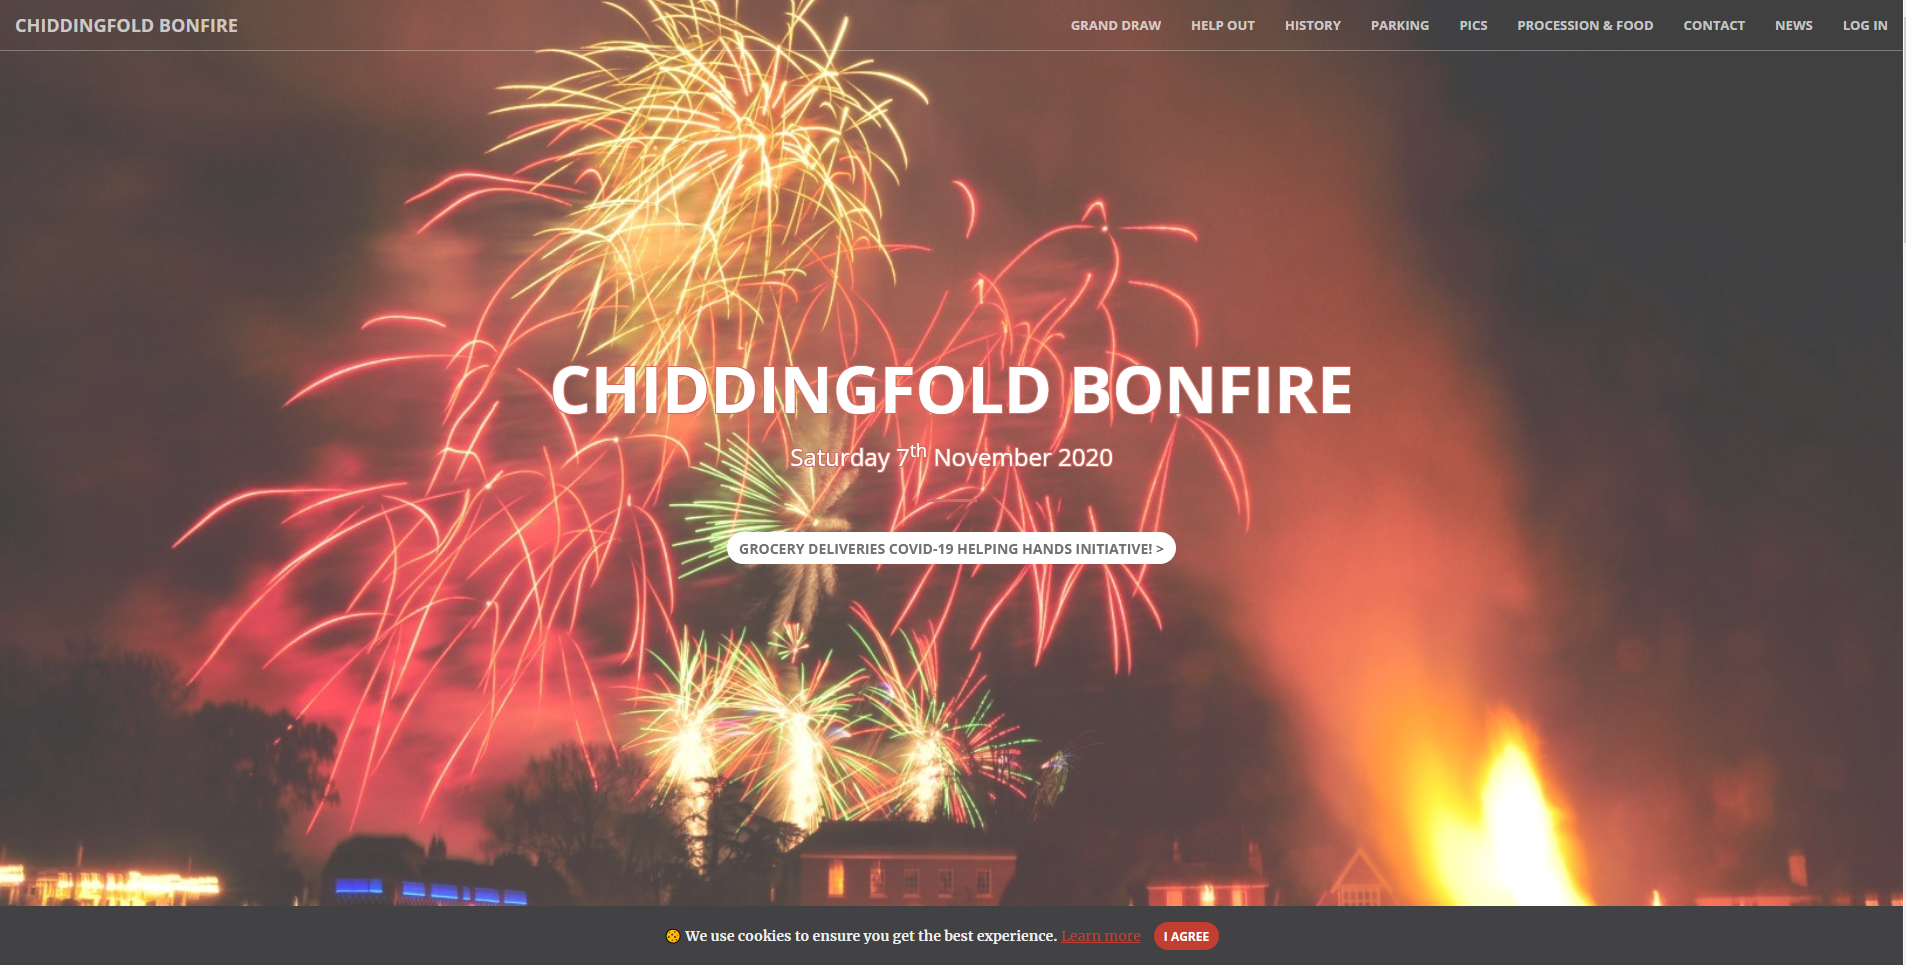 CHIDDINGFOLD BONFIRE
GRAND DRAW HELP OUT HISTORY PARKING PICS PROCESSION & FOOD CONTACT NEWS LOG IN
CHIDDINGFOLD BONFIRE
Saturday 7th November 2020
GROCERY DELIVERIES COVID-19 HELPING HANDS INITIATIVE! >
We use cookies to ensure you get the best experience. Learn more I AGREE